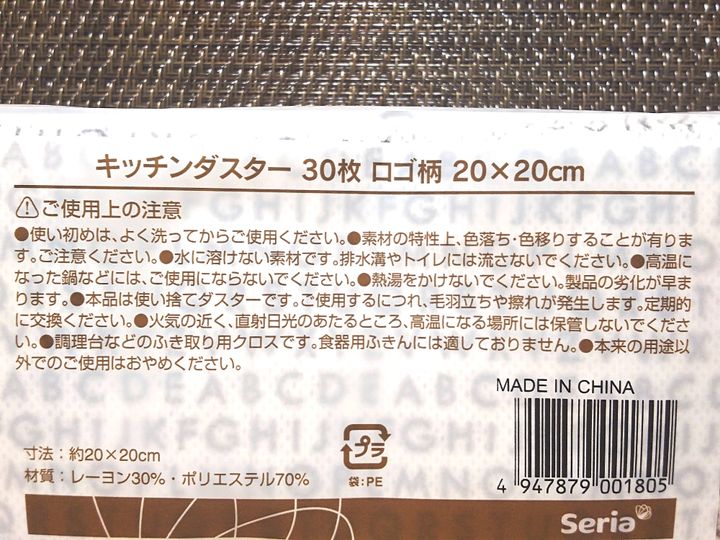 キッチンダスター 30枚 ロゴ柄 20×20cm
⚠ご使用上の注意
●使い初めは、よく洗ってからご使用ください。●素材の特性上、色落ち・色移りすることが有りま
す。ご注意ください。●水に溶けない素材です。排水溝やトイレには流さないでください。●高温に
なった鍋などには、ご使用にならないでください。●熱湯をかけないでください。製品の劣化が早ま
ります。●本品は使い捨てダスターです。ご使用するにつれ、毛羽立ちや擦れが発生します。定期的
に交換ください。●火気の近く、直射日光のあたるところ、高温になる場所には保管しないでくださ
い。●調理台などのふき取り用クロスです。食器用ふきんには適しておりません。●本来の用途以
外でのご使用はおやめください。
MADE IN CHINA
寸法：約20×20cm
材質：レーヨン30%・ポリエステル70%
プラ
袋：PE
4 947879 001805
Seria